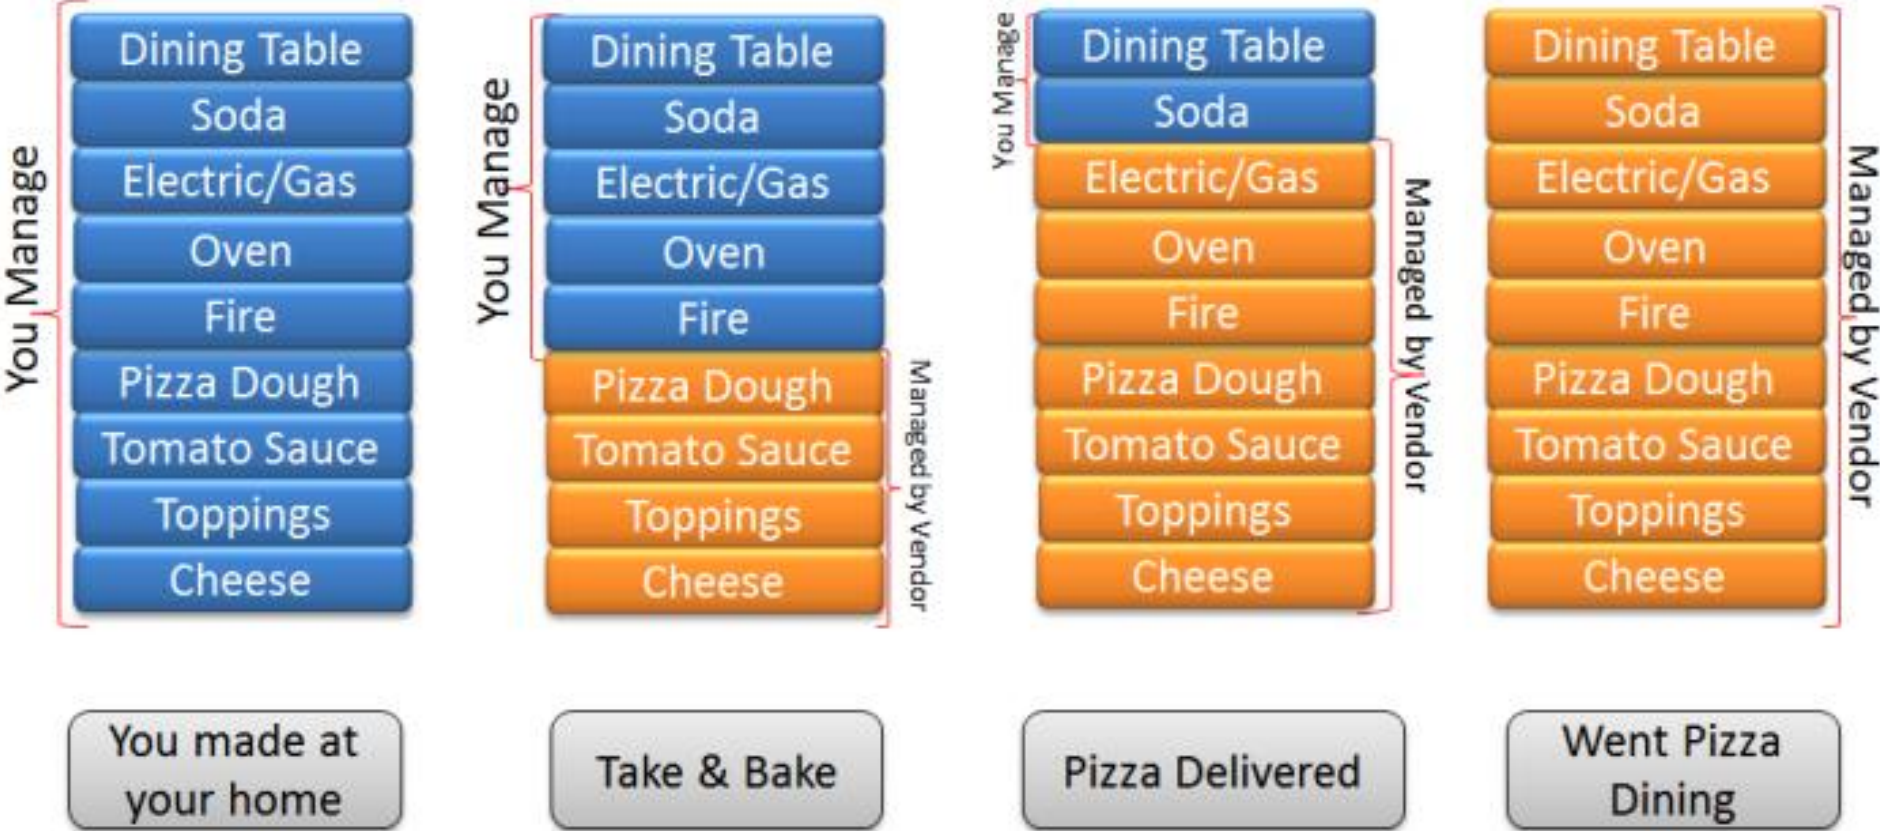 You Manage
Dining Table
Soda
Electric/Gas
Oven
Fire
Pizza Dough
Tomato Sauce
Toppings
Cheese
You made at
your home
You Manage
Dining Table
Soda
Electric/Gas
Oven
Fire
Pizza Dough
Tomato Sauce
Toppings
Cheese
Managed by Vendor
Take & Bake
You Manage
Dining Table
Soda
Electric/Gas
Oven
Fire
Pizza Dough
Tomato Sauce
Toppings
Cheese
Managed by Vendor
Pizza Delivered
Dining Table
Soda
Electric/Gas
Oven
Fire
Pizza Dough
Tomato Sauce
Toppings
Cheese
Managed by Vendor
Went Pizza
Dining